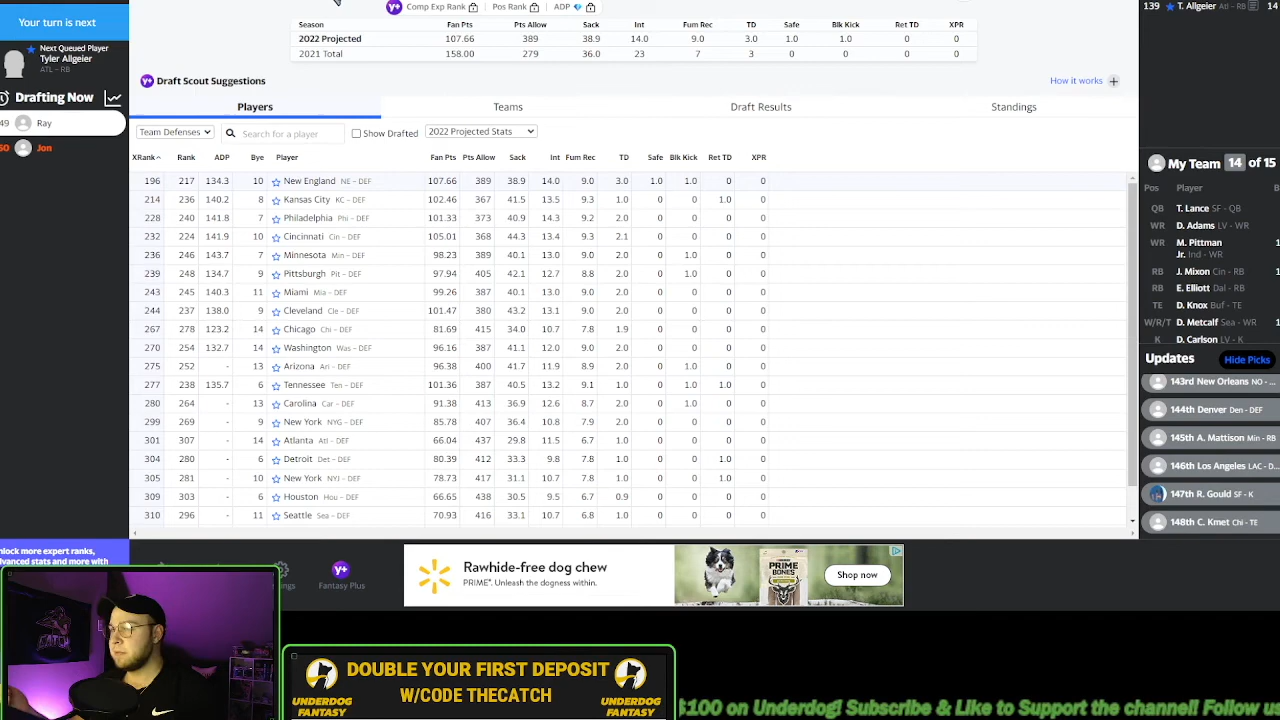 Your turn is next
Next Queued Player
Tyler Allgeier
ATL – RB
Drafting Now
49 Ray
50 Jon
Comp Exp Rank
Pos Rank
ADP
Season Fan Pts Pts Allow Sack Int Fum Rec TD Safe Blk Kick Ret TD XPR
2022 Projected 107.66 389 38.9 14.0 9.0 3.0 1.0 1.0 0 0
2021 Total 158.00 279 36.0 23 7 3 0 0 0 0
Draft Scout Suggestions
How it works +
Players Teams Draft Results Standings
Team Defenses Search for a player Show Drafted 2022 Projected Stats
XRank Rank ADP Bye Player Fan Pts Pts Allow Sack Int Fum Rec TD Safe Blk Kick Ret TD XPR
196 217 134.3 10 New England NE – DEF 107.66 389 38.9 14.0 9.0 3.0 1.0 1.0 0 0
214 236 140.2 8 Kansas City KC – DEF 102.46 367 41.5 13.5 9.3 1.0 0 0 1.0 0
228 240 141.8 7 Philadelphia Phi – DEF 101.33 373 40.9 14.3 9.2 2.0 0 0 0 0
232 224 141.9 10 Cincinnati Cin – DEF 105.01 368 44.3 13.4 9.3 2.1 0 0 0 0
236 246 143.7 7 Minnesota Min – DEF 98.23 389 40.1 13.0 9.0 2.0 0 1.0 0 0
239 248 134.7 9 Pittsburgh Pit – DEF 97.94 405 42.1 12.7 8.8 2.0 0 1.0 0 0
243 245 140.3 11 Miami Mia – DEF 99.26 387 40.1 13.0 9.0 2.0 0 0 0 0
244 237 138.0 9 Cleveland Cle – DEF 101.47 380 43.2 13.1 9.0 2.0 0 0 0 0
267 278 123.2 14 Chicago Chi – DEF 81.69 415 34.0 10.7 7.8 1.9 0 0 0 0
270 254 132.7 14 Washington Was – DEF 96.16 387 41.1 12.0 9.0 2.0 0 0 0 0
275 252 - 13 Arizona Ari – DEF 96.38 400 41.7 11.9 8.9 2.0 0 1.0 0 0
277 238 135.7 6 Tennessee Ten – DEF 101.36 387 40.5 13.2 9.1 1.0 0 1.0 1.0 0
280 264 - 13 Carolina Car – DEF 91.38 413 36.9 12.6 8.7 2.0 0 1.0 0 0
299 269 - 9 New York NYG – DEF 85.78 407 36.4 10.8 7.9 2.0 0 0 0 0
301 307 - 14 Atlanta Atl – DEF 66.04 437 29.8 11.5 6.7 1.0 0 0 0 0
304 280 - 6 Detroit Det – DEF 80.39 412 33.3 9.8 7.8 1.0 0 0 1.0 0
305 281 - 10 New York NYJ – DEF 78.73 417 31.1 10.7 7.8 1.0 0 0 1.0 0
309 303 - 6 Houston Hou – DEF 66.65 438 30.5 9.5 6.7 0.9 0 0 0 0
310 296 - 11 Seattle Sea – DEF 70.93 416 33.1 10.7 6.8 1.0 0 0 0 0
139 T. Allgeier Atl - RB 14
My Team 14 of 15
Pos Player
QB T. Lance SF - QB
WR D. Adams LV - WR
WR M. Pittman
Jr. Ind - WR
RB J. Mixon Cin - RB
RB E. Elliott Dal - RB
TE D. Knox Buf - TE
W/R/T D. Metcalf Sea - WR
K D. Carlson LV - K
Updates Hide Picks
143rd New Orleans NO - ...
144th Denver Den - DEF
145th A. Mattison Min - RB
146th Los Angeles LAC - D...
147th R. Gould SF - K
148th C. Kmet Chi - TE
nlock more expert ranks,
dvanced stats and more with
Fantasy Plus
Rawhide-free dog chew
PRIME®. Unleash the dogness within.
PRIME
BONES
Shop now
CATCH
DOUBLE YOUR FIRST DEPOSIT
W/CODE THECATCH
UNDERDOG
FANTASY
UNDERDOG
FANTASY
$100 on Underdog! Subscribe & Like to Support the channel! Follow us